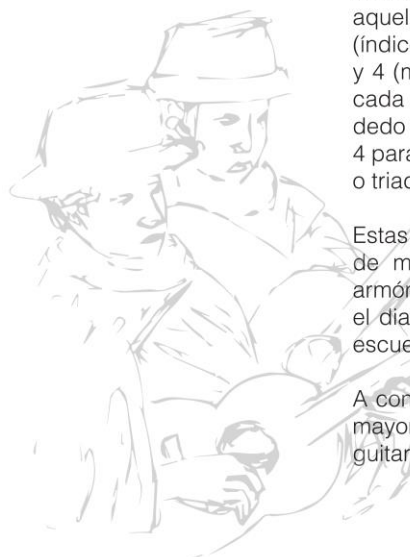 aquel
(índic
y 4 (m
cada
dedo
4 para
o triad
Estas
de m
armón
el dia
escue
A con
mayor
guitar